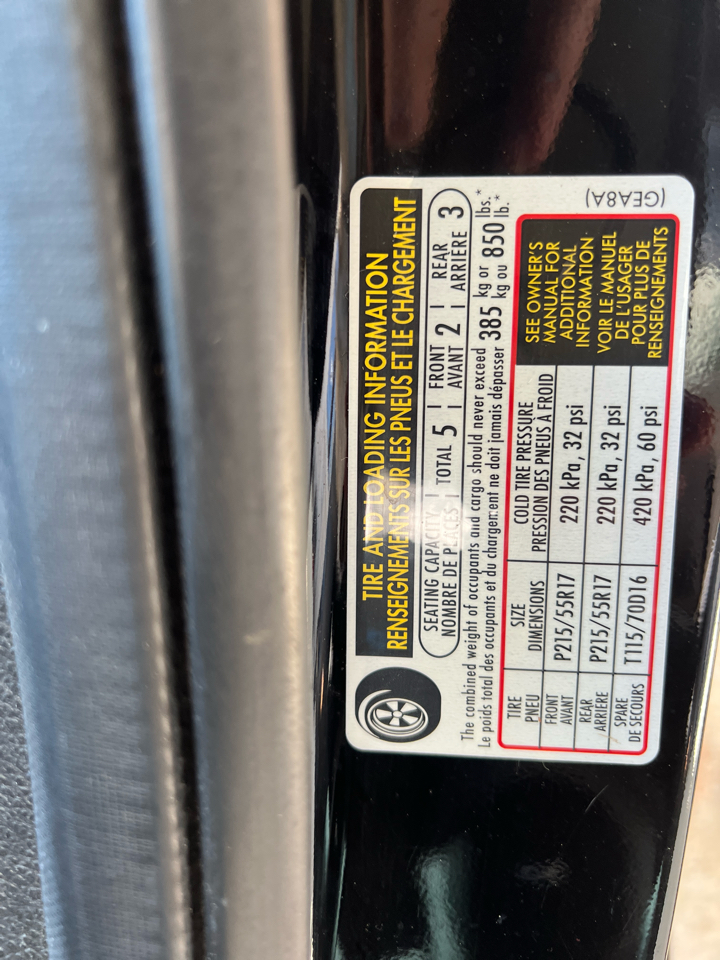 TIRE AND LOADING INFORMATION
RENSEIGNEMENTS SUR LES PNEUS ET LE CHARGEMENT
SEATING CAPACITY | TOTAL 5 | FRONT 2 | REAR 3
NOMBRE DE PLACES | AVANT | ARRIÈRE
The combined weight of occupants and cargo should never exceed 385 kg or 850 lbs.*
Le poids total des occupants et du chargement ne doit jamais dépasser kg ou lb.*
TIRE SIZE COLD TIRE PRESSURE
PNEU DIMENSIONS PRESSION DES PNEUS À FROID
FRONT P215/55R17 220 kPa, 32 psi
AVANT
REAR P215/55R17 220 kPa, 32 psi
ARRIÈRE
SPARE T115/70D16 420 kPa, 60 psi
DE SECOURS
SEE OWNER'S
MANUAL FOR
ADDITIONAL
INFORMATION
VOIR LE MANUEL
DE L'USAGER
POUR PLUS DE
RENSEIGNEMENTS
(GEA8A)